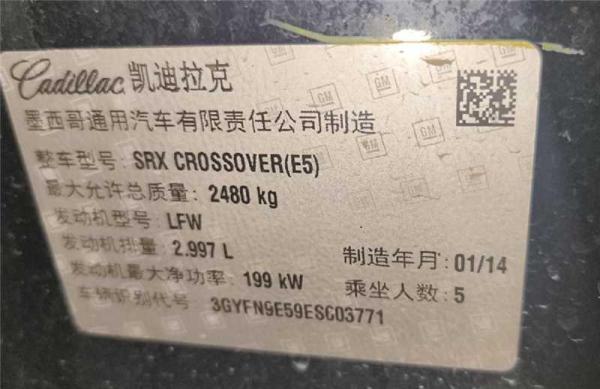 Cadillac 凯迪拉克
墨西哥通用汽车有限责任公司制造
整车型号: SRX CROSSOVER(E5)
最大允许总质量: 2480 kg
发动机型号: LFW
发动机排量: 2.997 L
制造年月: 01/14
发动机最大净功率: 199 kW
乘坐人数: 5
车辆识别代号 3GYFN9E59ESC03771